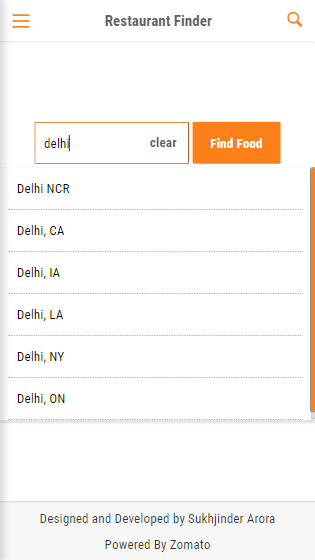 Restaurant Finder
delhi clear Find Food
Delhi NCR
Delhi, CA
Delhi, IA
Delhi, LA
Delhi, NY
Delhi, ON
Designed and Developed by Sukhjinder Arora
Powered By Zomato